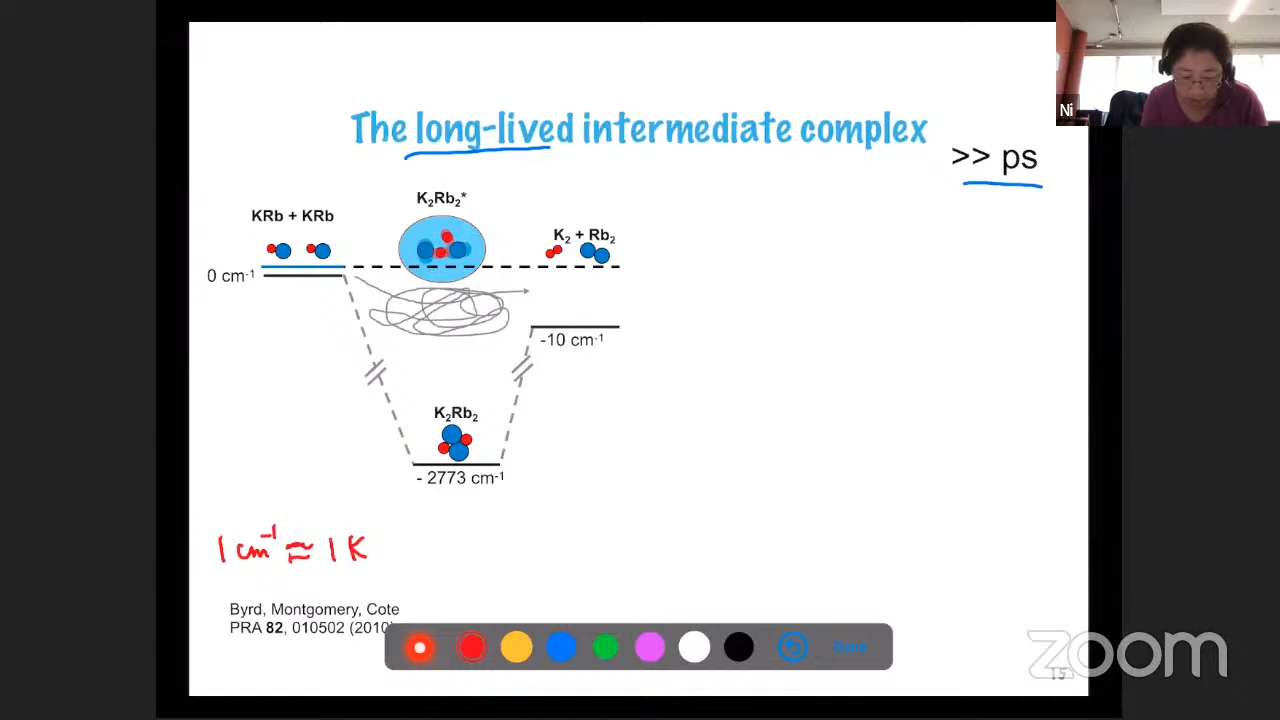 The long-lived intermediate complex
>> ps
Ni
K₂Rb₂*
KRb + KRb
K₂ + Rb₂
0 cm⁻¹
-10 cm⁻¹
K₂Rb₂
- 2773 cm⁻¹
1 cm⁻¹ ≈ 1 K
Byrd, Montgomery, Cote
PRA 82, 010502 (2010)
Done
zoom
15